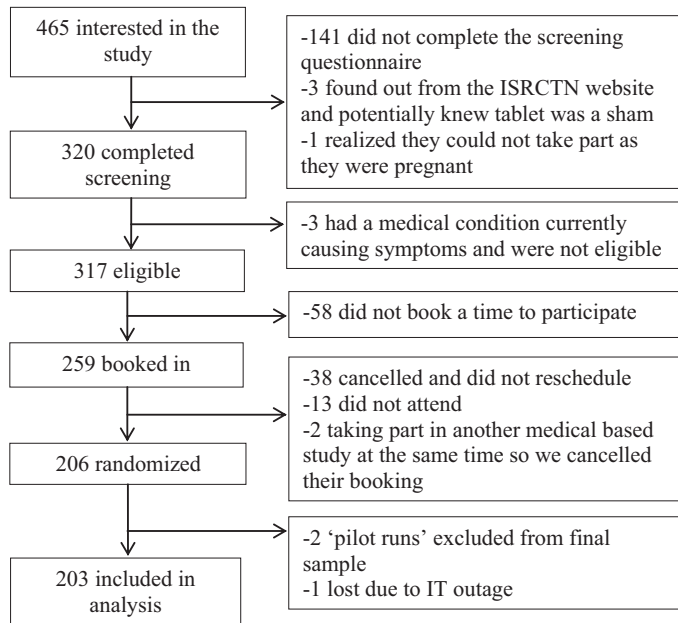 465 interested in the
study
-141 did not complete the screening
questionnaire
-3 found out from the ISRCTN website
and potentially knew tablet was a sham
-1 realized they could not take part as
they were pregnant
320 completed
screening
-3 had a medical condition currently
causing symptoms and were not eligible
317 eligible
-58 did not book a time to participate
259 booked in
-38 cancelled and did not reschedule
-13 did not attend
-2 taking part in another medical based
study at the same time so we cancelled
their booking
206 randomized
-2 ‘pilot runs’ excluded from final
sample
-1 lost due to IT outage
203 included in
analysis